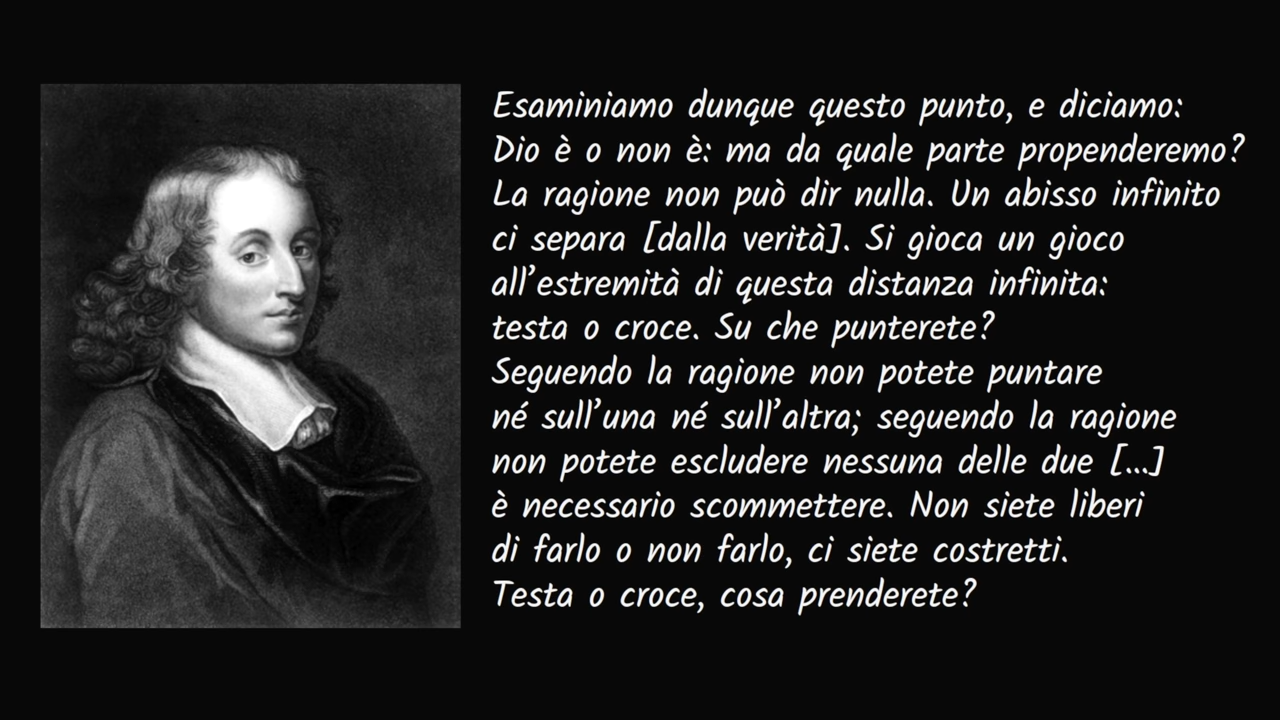 Esaminiamo dunque questo punto, e diciamo:
Dio è o non è: ma da quale parte propenderemo?
La ragione non può dir nulla. Un abisso infinito
ci separa [dalla verità]. Si gioca un gioco
all’estremità di questa distanza infinita:
testa o croce. Su che punterete?
Seguendo la ragione non potete puntare
né sull’una né sull’altra; seguendo la ragione
non potete escludere nessuna delle due [...]
è necessario scommettere. Non siete liberi
di farlo o non farlo, ci siete costretti.
Testa o croce, cosa prenderete?